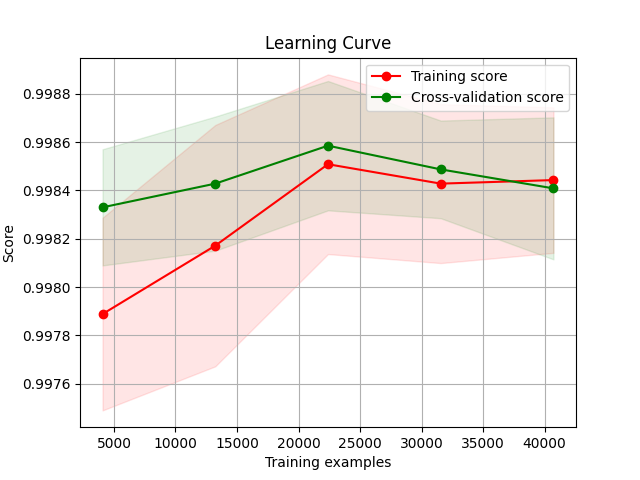 Learning Curve
Training score
Cross-validation score
0.9988
0.9986
0.9984
0.9982
0.9980
0.9978
0.9976
Score
5000 10000 15000 20000 25000 30000 35000 40000
Training examples